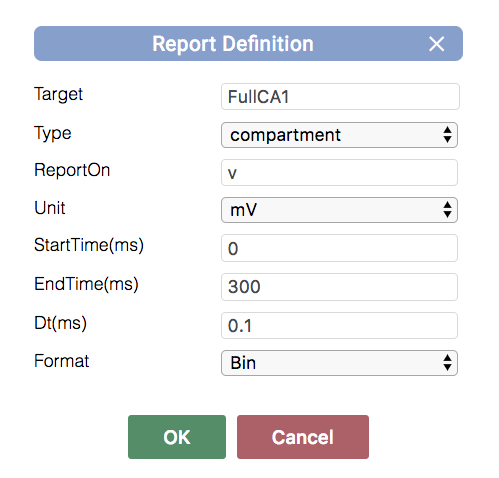 Report Definition ×
Target FullCA1
Type compartment
ReportOn v
Unit mV
StartTime(ms) 0
EndTime(ms) 300
Dt(ms) 0.1
Format Bin
OK Cancel